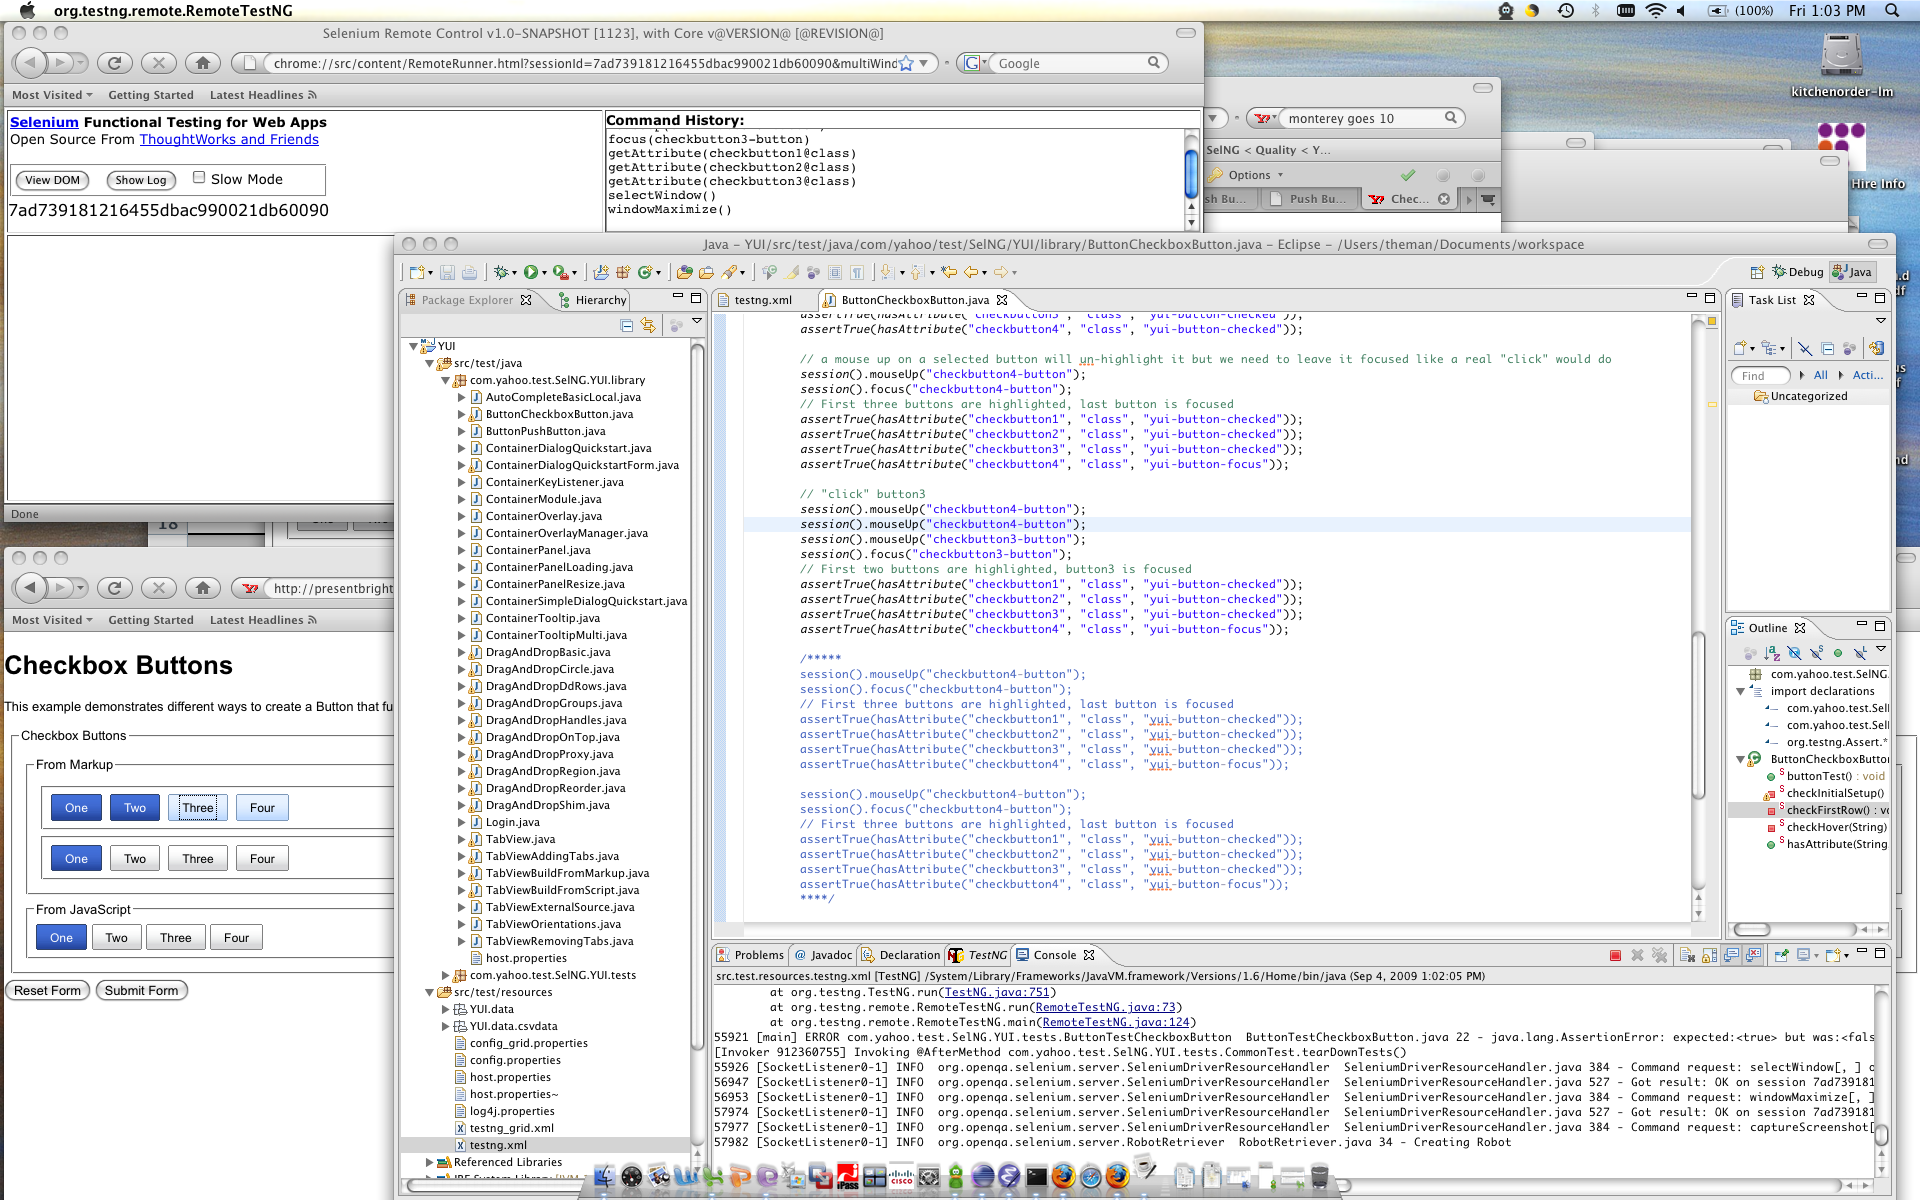 org.testng.remote.RemoteTestNG
(100%) Fri 1:03 PM
Selenium Remote Control v1.0-SNAPSHOT [1123], with Core v@VERSION@ [@REVISION@]
chrome://src/content/RemoteRunner.html?sessionId=7ad739181216455dbac990021db60090&multiWind
Google
Most Visited Getting Started Latest Headlines
Selenium Functional Testing for Web Apps
Open Source From ThoughtWorks and Friends
View DOM Show Log Slow Mode
7ad739181216455dbac990021db60090
Command History:
focus(checkbutton3-button)
getAttribute(checkbutton1@class)
getAttribute(checkbutton2@class)
getAttribute(checkbutton3@class)
selectWindow()
windowMaximize()
Done
monterey goes 10
SelNG < Quality < Y...
Options
sh Bu... Push Bu... Chec...
kitchenorder-lm
Hire Info
18
http://presentbright
Most Visited Getting Started Latest Headlines
Checkbox Buttons
This example demonstrates different ways to create a Button that fu
Checkbox Buttons
From Markup
One Two Three Four
One Two Three Four
From JavaScript
One Two Three Four
Reset Form Submit Form
Java - YUI/src/test/java/com/yahoo/test/SelNG/YUI/library/ButtonCheckboxButton.java - Eclipse - /Users/theman/Documents/workspace
Debug Java
Package Explorer Hierarchy
YUI
src/test/java
com.yahoo.test.SelNG.YUI.library
AutoCompleteBasicLocal.java
ButtonCheckboxButton.java
ButtonPushButton.java
ContainerDialogQuickstart.java
ContainerDialogQuickstartForm.java
ContainerKeyListener.java
ContainerModule.java
ContainerOverlay.java
ContainerOverlayManager.java
ContainerPanel.java
ContainerPanelLoading.java
ContainerPanelResize.java
ContainerSimpleDialogQuickstart.java
ContainerTooltip.java
ContainerTooltipMulti.java
DragAndDropBasic.java
DragAndDropCircle.java
DragAndDropDdRows.java
DragAndDropGroups.java
DragAndDropHandles.java
DragAndDropOnTop.java
DragAndDropProxy.java
DragAndDropRegion.java
DragAndDropReorder.java
DragAndDropShim.java
Login.java
TabView.java
TabViewAddingTabs.java
TabViewBuildFromMarkup.java
TabViewBuildFromScript.java
TabViewExternalSource.java
TabViewOrientations.java
TabViewRemovingTabs.java
host.properties
com.yahoo.test.SelNG.YUI.tests
src/test/resources
YUI.data
YUI.data.csvdata
config_grid.properties
config.properties
host.properties
host.properties~
log4j.properties
testng_grid.xml
testng.xml
Referenced Libraries
testng.xml ButtonCheckboxButton.java
assertTrue(hasAttribute("checkbutton3", "class", "yui-button-checked"));
assertTrue(hasAttribute("checkbutton4", "class", "yui-button-checked"));
// a mouse up on a selected button will un-highlight it but we need to leave it focused like a real "click" would do
session().mouseUp("checkbutton4-button");
session().focus("checkbutton4-button");
// First three buttons are highlighted, last button is focused
assertTrue(hasAttribute("checkbutton1", "class", "yui-button-checked"));
assertTrue(hasAttribute("checkbutton2", "class", "yui-button-checked"));
assertTrue(hasAttribute("checkbutton3", "class", "yui-button-checked"));
assertTrue(hasAttribute("checkbutton4", "class", "yui-button-focus"));
// "click" button3
session().mouseUp("checkbutton4-button");
session().mouseUp("checkbutton4-button");
session().mouseUp("checkbutton3-button");
session().focus("checkbutton3-button");
// First two buttons are highlighted, button3 is focused
assertTrue(hasAttribute("checkbutton1", "class", "yui-button-checked"));
assertTrue(hasAttribute("checkbutton2", "class", "yui-button-checked"));
assertTrue(hasAttribute("checkbutton3", "class", "yui-button-checked"));
assertTrue(hasAttribute("checkbutton4", "class", "yui-button-focus"));
/*****
session().mouseUp("checkbutton4-button");
session().focus("checkbutton4-button");
// First three buttons are highlighted, last button is focused
assertTrue(hasAttribute("checkbutton1", "class", "yui-button-checked"));
assertTrue(hasAttribute("checkbutton2", "class", "yui-button-checked"));
assertTrue(hasAttribute("checkbutton3", "class", "yui-button-checked"));
assertTrue(hasAttribute("checkbutton4", "class", "yui-button-focus"));
session().mouseUp("checkbutton4-button");
session().focus("checkbutton4-button");
// First three buttons are highlighted, last button is focused
assertTrue(hasAttribute("checkbutton1", "class", "yui-button-checked"));
assertTrue(hasAttribute("checkbutton2", "class", "yui-button-checked"));
assertTrue(hasAttribute("checkbutton3", "class", "yui-button-checked"));
assertTrue(hasAttribute("checkbutton4", "class", "yui-button-focus"));
****/
Task List
Find All Acti...
Uncategorized
Outline
com.yahoo.test.SelNG.
import declarations
com.yahoo.test.Sel
com.yahoo.test.Sel
org.testng.Assert.*
ButtonCheckboxButton
buttonTest() : void
checkInitialSetup()
checkFirstRow() : vo
checkHover(String)
hasAttribute(String
Problems Javadoc Declaration TestNG Console
src.test.resources.testng.xml [TestNG] /System/Library/Frameworks/JavaVM.framework/Versions/1.6/Home/bin/java (Sep 4, 2009 1:02:05 PM)
at org.testng.TestNG.run(TestNG.java:751)
at org.testng.remote.RemoteTestNG.run(RemoteTestNG.java:73)
at org.testng.remote.RemoteTestNG.main(RemoteTestNG.java:124)
55921 [main] ERROR com.yahoo.test.SelNG.YUI.tests.ButtonTestCheckboxButton ButtonTestCheckboxButton.java 22 - java.lang.AssertionError: expected:<true> but was:<fals
[Invoker 912360755] Invoking @AfterMethod com.yahoo.test.SelNG.YUI.tests.CommonTest.tearDownTests()
55926 [SocketListener0-1] INFO org.openqa.selenium.server.SeleniumDriverResourceHandler SeleniumDriverResourceHandler.java 384 - Command request: selectWindow[, ] o
56947 [SocketListener0-1] INFO org.openqa.selenium.server.SeleniumDriverResourceHandler SeleniumDriverResourceHandler.java 527 - Got result: OK on session 7ad739181
56953 [SocketListener0-1] INFO org.openqa.selenium.server.SeleniumDriverResourceHandler SeleniumDriverResourceHandler.java 384 - Command request: windowMaximize[, ]
57974 [SocketListener0-1] INFO org.openqa.selenium.server.SeleniumDriverResourceHandler SeleniumDriverResourceHandler.java 527 - Got result: OK on session 7ad739181
57977 [SocketListener0-1] INFO org.openqa.selenium.server.SeleniumDriverResourceHandler SeleniumDriverResourceHandler.java 384 - Command request: captureScreenshot[
57982 [SocketListener0-1] INFO org.openqa.selenium.server.RobotRetriever RobotRetriever.java 34 - Creating Robot